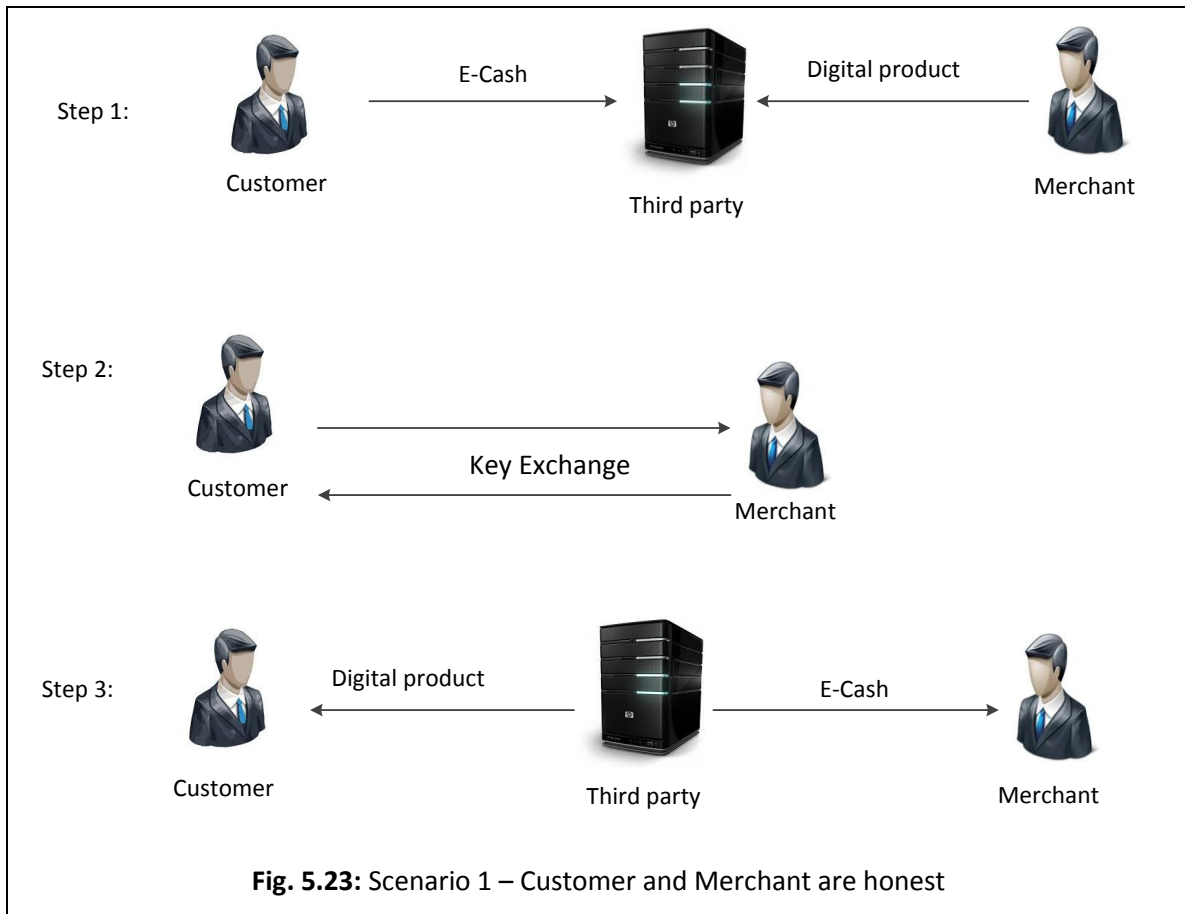 Step 1:
E-Cash
Digital product
Customer
Third party
Merchant
Step 2:
Key Exchange
Customer
Merchant
Step 3:
Digital product
E-Cash
Customer
Third party
Merchant
Fig. 5.23: Scenario 1 – Customer and Merchant are honest